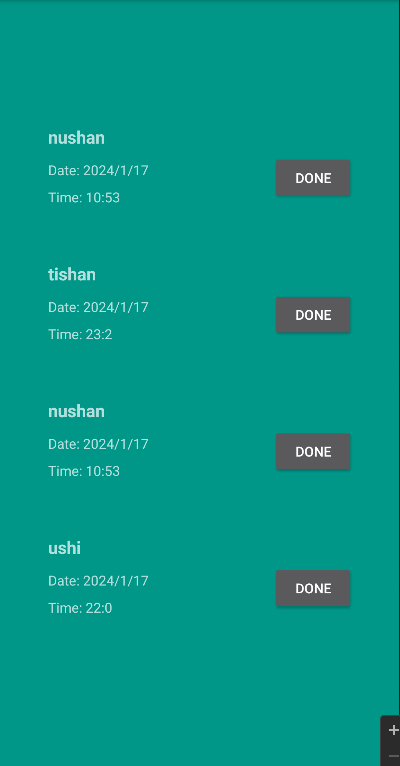 nushan
Date: 2024/1/17
Time: 10:53
DONE
tishan
Date: 2024/1/17
Time: 23:2
DONE
nushan
Date: 2024/1/17
Time: 10:53
DONE
ushi
Date: 2024/1/17
Time: 22:0
DONE